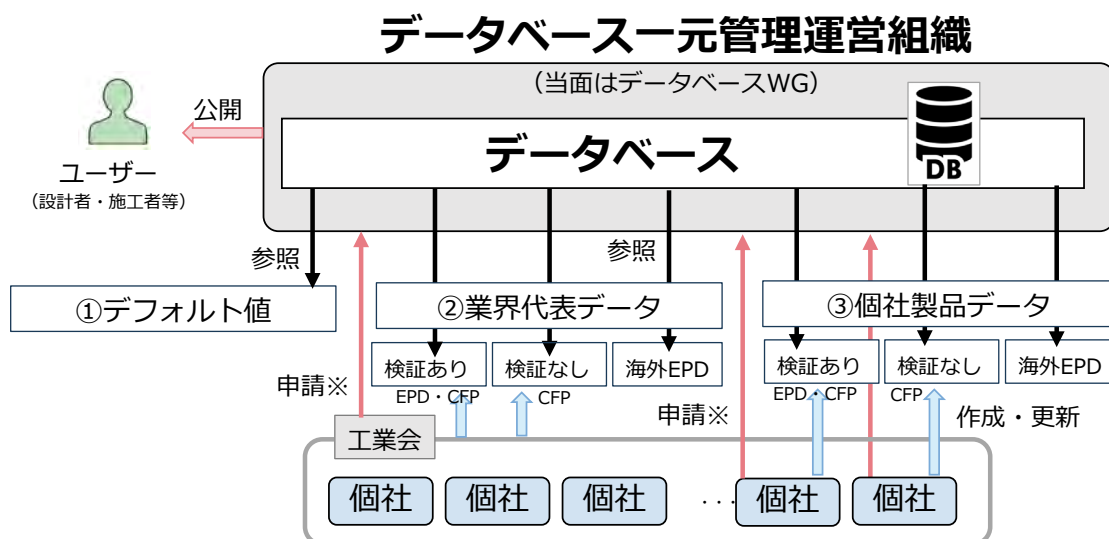 データベース一元管理運営組織
（当面はデータベースWG）
公開
データベース
DB
ユーザー
（設計者・施工者等）
参照
参照
①デフォルト値
②業界代表データ
③個社製品データ
検証あり
検証なし
海外EPD
検証あり
検証なし
海外EPD
EPD・CFP
CFP
EPD・CFP
CFP
申請※
申請※
作成・更新
工業会
個社
個社
個社
・・・
個社
個社